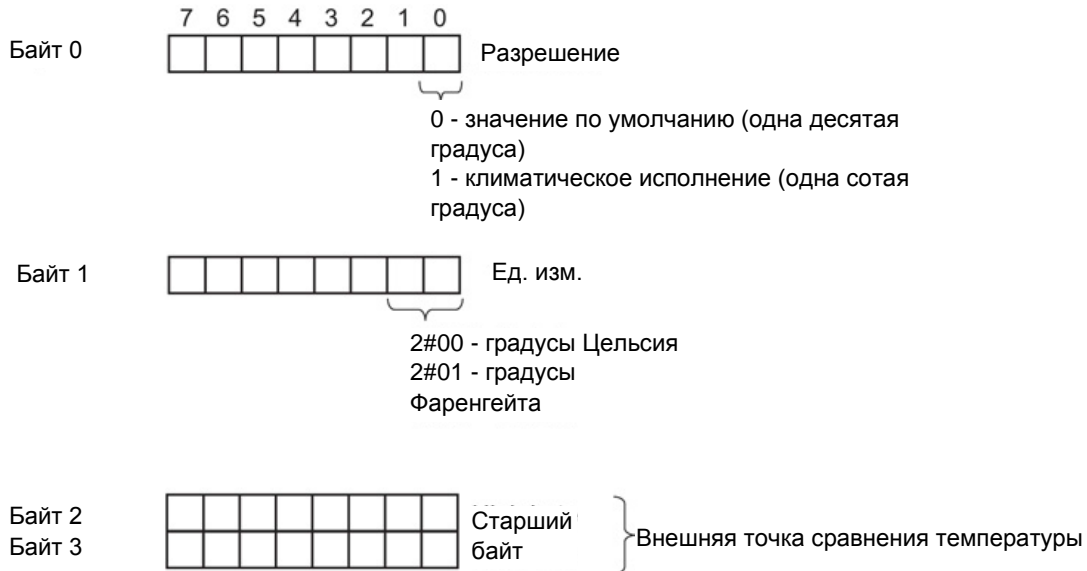 7 6 5 4 3 2 1 0
Байт 0
Разрешение
0 - значение по умолчанию (одна десятая
градуса)
1 - климатическое исполнение (одна сотая
градуса)
Байт 1
Ед. изм.
2#00 - градусы Цельсия
2#01 - градусы
Фаренгейта
Байт 2
Старший
Байт 3
байт
Внешняя точка сравнения температуры